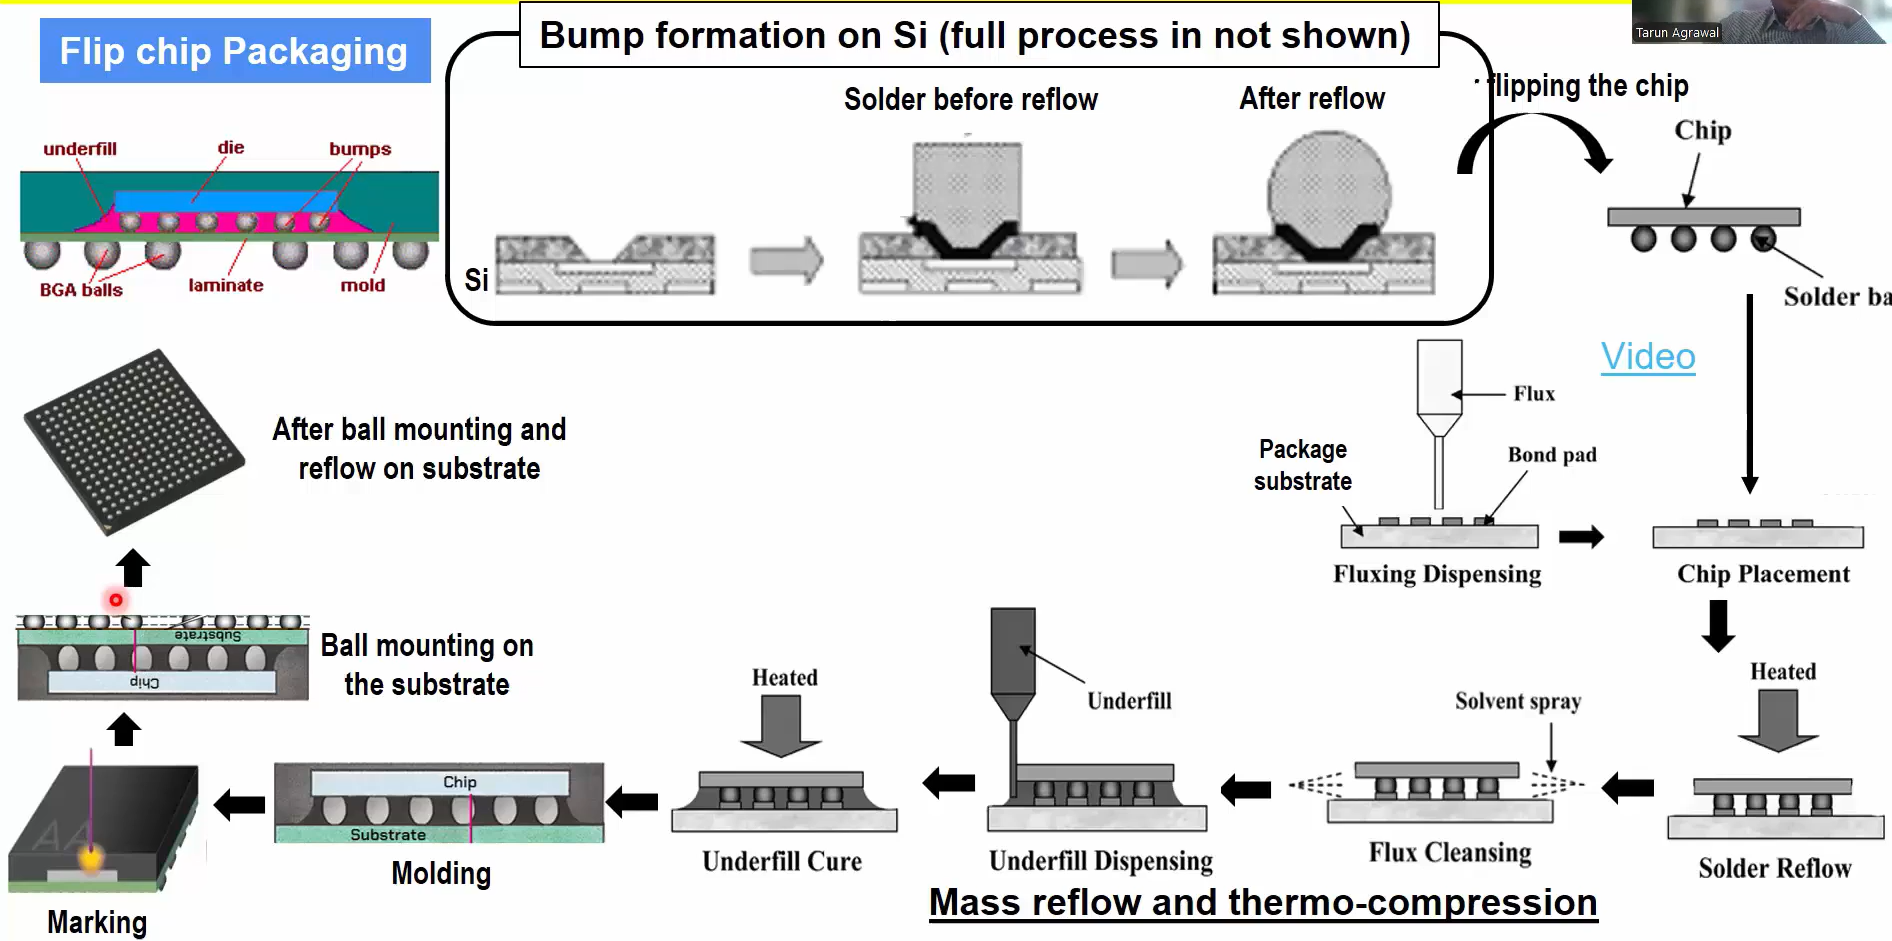 Flip chip Packaging
Bump formation on Si (full process in not shown)
Tarun Agrawal
Solder before reflow
After reflow
flipping the chip
Chip
underfill
die
bumps
BGA balls
laminate
mold
Si
Solder ba
Video
After ball mounting and
reflow on substrate
Flux
Package
substrate
Bond pad
Fluxing Dispensing
Chip Placement
Substrate
Chip
Ball mounting on
the substrate
Heated
Underfill
Solvent spray
Heated
Chip
Substrate
Molding
Underfill Cure
Underfill Dispensing
Flux Cleansing
Solder Reflow
AA
Marking
Mass reflow and thermo-compression